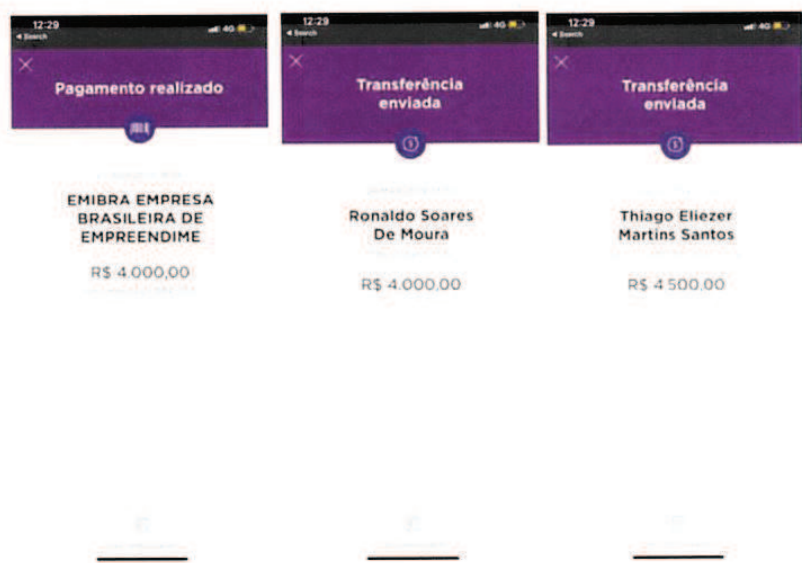 12:29
4G
◄ Search
Pagamento realizado
EMIBRA EMPRESA
BRASILEIRA DE
EMPREENDIME
R$ 4.000,00
12:29
4G
◄ Search
Transferência
enviada
Ronaldo Soares
De Moura
R$ 4.000,00
12:29
4G
◄ Search
Transferência
enviada
Thiago Eliezer
Martins Santos
R$ 4.500,00